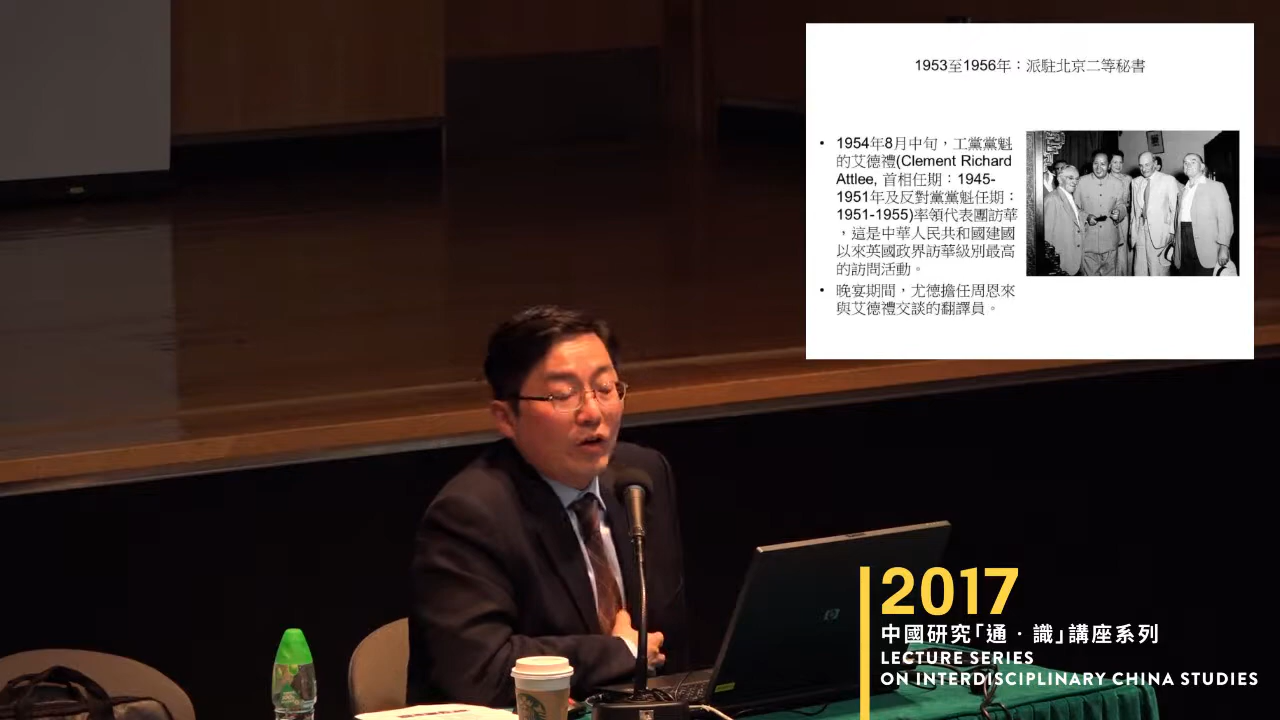 1953至1956年：派駐北京二等秘書
• 1954年8月中旬，工黨黨魁
的艾德禮(Clement Richard
Attlee, 首相任期：1945-
1951年及反對黨黨魁任期：
1951-1955)率領代表團訪華
，這是中華人民共和國建國
以來英國政界訪華級別最高
的訪問活動。
• 晚宴期間，尤德擔任周恩來
與艾德禮交談的翻譯員。
hp
2017
中國研究「通．識」講座系列
LECTURE SERIES
ON INTERDISCIPLINARY CHINA STUDIES